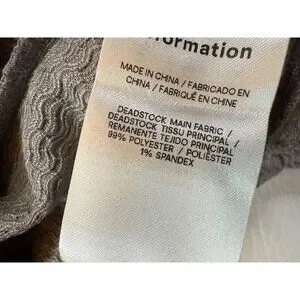 formation
MADE IN CHINA / FABRICADO EN
CHINA / FABRIQUÉ EN CHINE
DEADSTOCK MAIN FABRIC /
DEADSTOCK TISSU PRINCIPAL /
REMANENTE TEJIDO PRINCIPAL /
99% POLYESTER / POLIÉSTER
1% SPANDEX